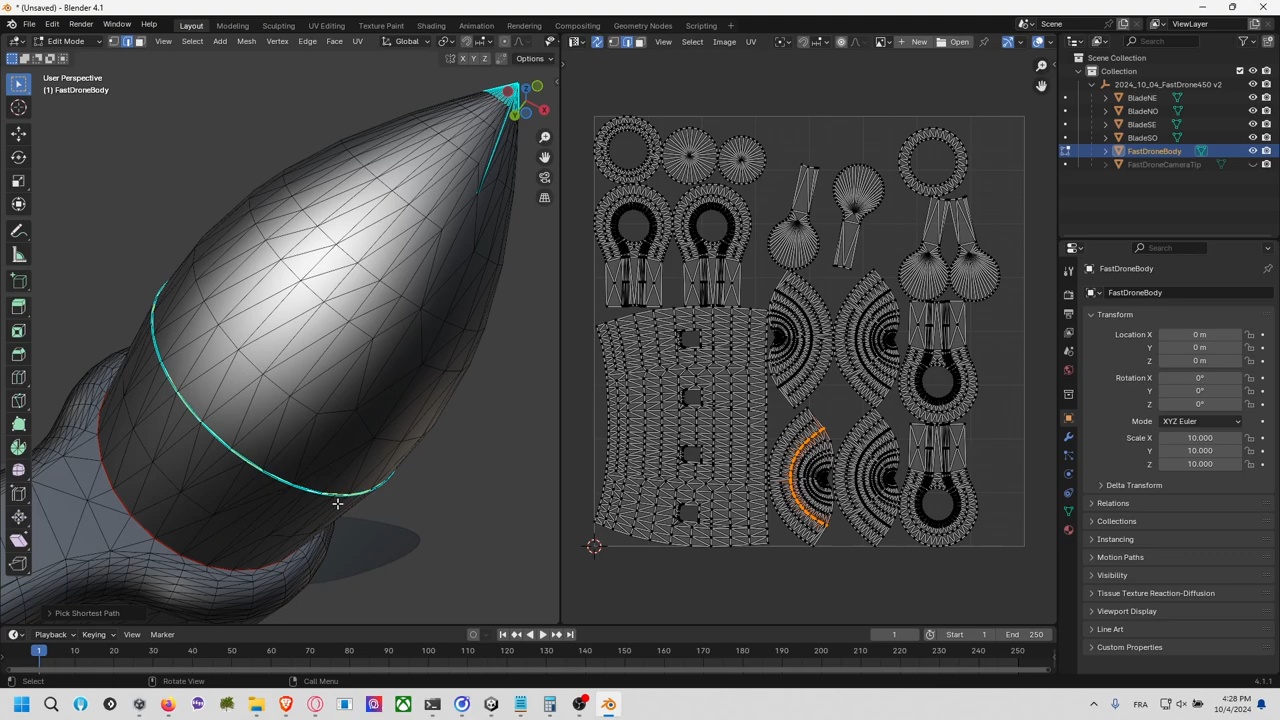 * (Unsaved) - Blender 4.1
File Edit Render Window Help Layout Modeling Sculpting UV Editing Texture Paint Shading Animation Rendering Compositing Geometry Nodes Scripting + Scene ViewLayer
Edit Mode View Select Add Mesh Vertex Edge Face UV Global View Select Image UV New Open Search
X Y Z Options
Scene Collection
Collection
2024_10_04_FastDrone450 v2
BladeNE
BladeNO
BladeSE
BladeSO
FastDroneBody
FastDroneCameraTip
User Perspective
(1) FastDroneBody
Z
X
Y
Search
FastDroneBody
FastDroneBody
Transform
Location X 0 m
Y 0 m
Z 0 m
Rotation X 0°
Y 0°
Z 0°
Mode XYZ Euler
Scale X 10.000
Y 10.000
Z 10.000
Delta Transform
Relations
Collections
Instancing
Motion Paths
Visibility
Tissue Texture Reaction-Diffusion
Viewport Display
Line Art
Custom Properties
Pick Shortest Path
Playback Keying View Marker 1 Start 1 End 250
1 10 20 30 40 50 60 70 80 90 100 110 120 130 140 150 160 170 180 190 200 210 220 230 240 250
Select Rotate View Call Menu 4.1.1
FRA 4:28 PM
10/4/2024